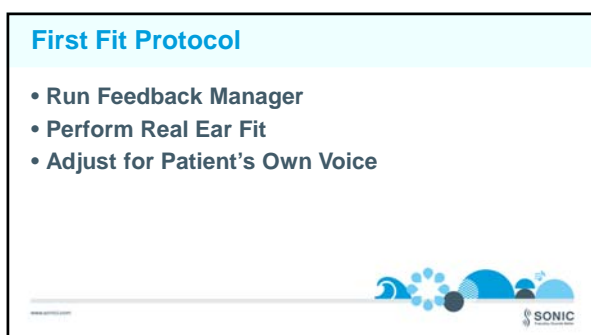 First Fit Protocol
• Run Feedback Manager
• Perform Real Ear Fit
• Adjust for Patient's Own Voice
SONIC